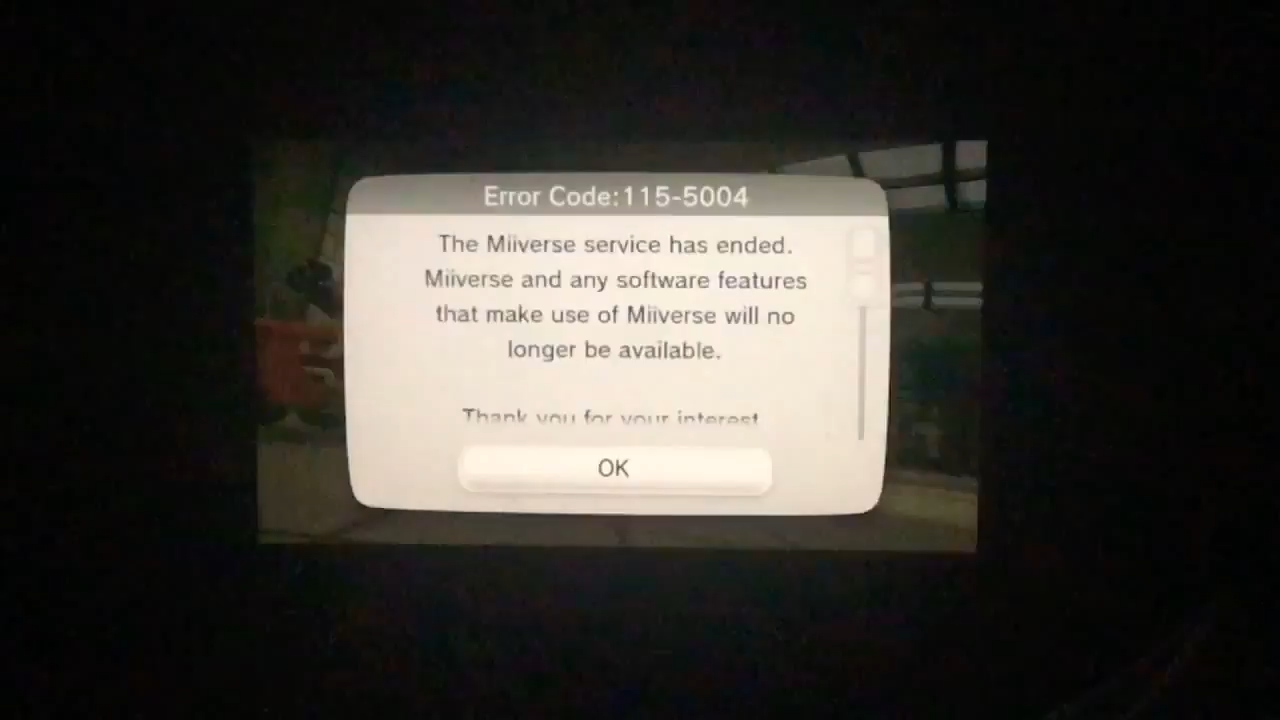 Error Code:115-5004
The Miiverse service has ended.
Miiverse and any software features
that make use of Miiverse will no
longer be available.
Thank you for your interest
OK